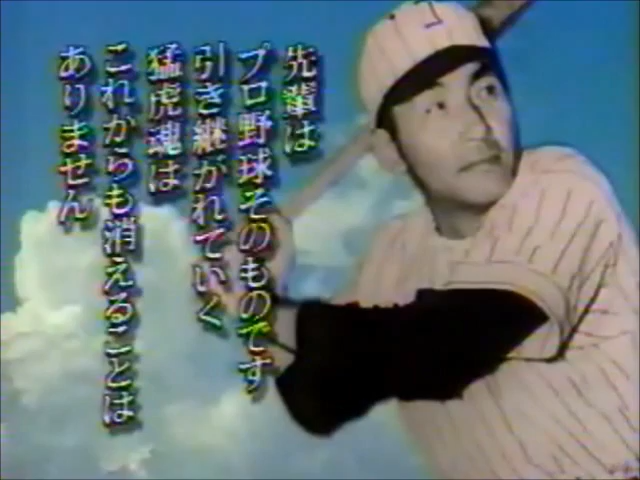 先輩は
プロ野球そのものです
引き継がれていく
猛虎魂は
これからも消えることは
ありません